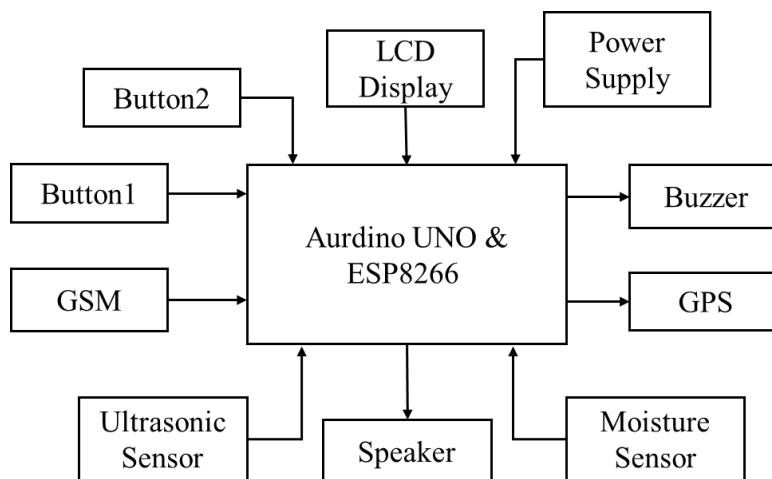 LCD
Display
Power
Supply
Button2
Button1
Aurdino UNO &
ESP8266
Buzzer
GSM
GPS
Ultrasonic
Sensor
Speaker
Moisture
Sensor